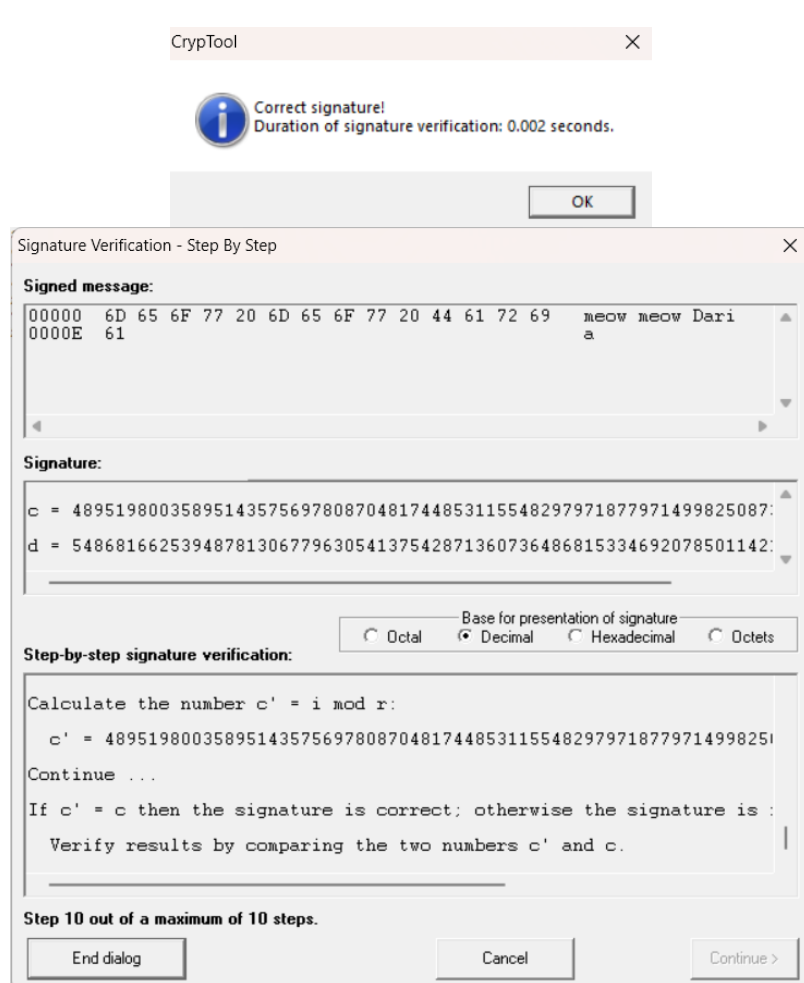 CrypTool
Correct signature!
Duration of signature verification: 0.002 seconds.
OK
Signature Verification - Step By Step
Signed message:
00000 6D 65 6F 77 20 6D 65 6F 77 20 44 61 72 69 meow meow Dari
0000E 61 a
Signature:
c = 48951980035895143575697808704817448531155482979718779714998250873
d = 54868166253948781306779630541375428713607364868153346920785011421
Base for presentation of signature
Octal Decimal Hexadecimal Octets
Step-by-step signature verification:
Calculate the number c' = i mod r:
c' = 48951980035895143575697808704817448531155482979718779714998250
Continue ...
If c' = c then the signature is correct; otherwise the signature is
Verify results by comparing the two numbers c' and c.
Step 10 out of a maximum of 10 steps.
End dialog Cancel Continue >